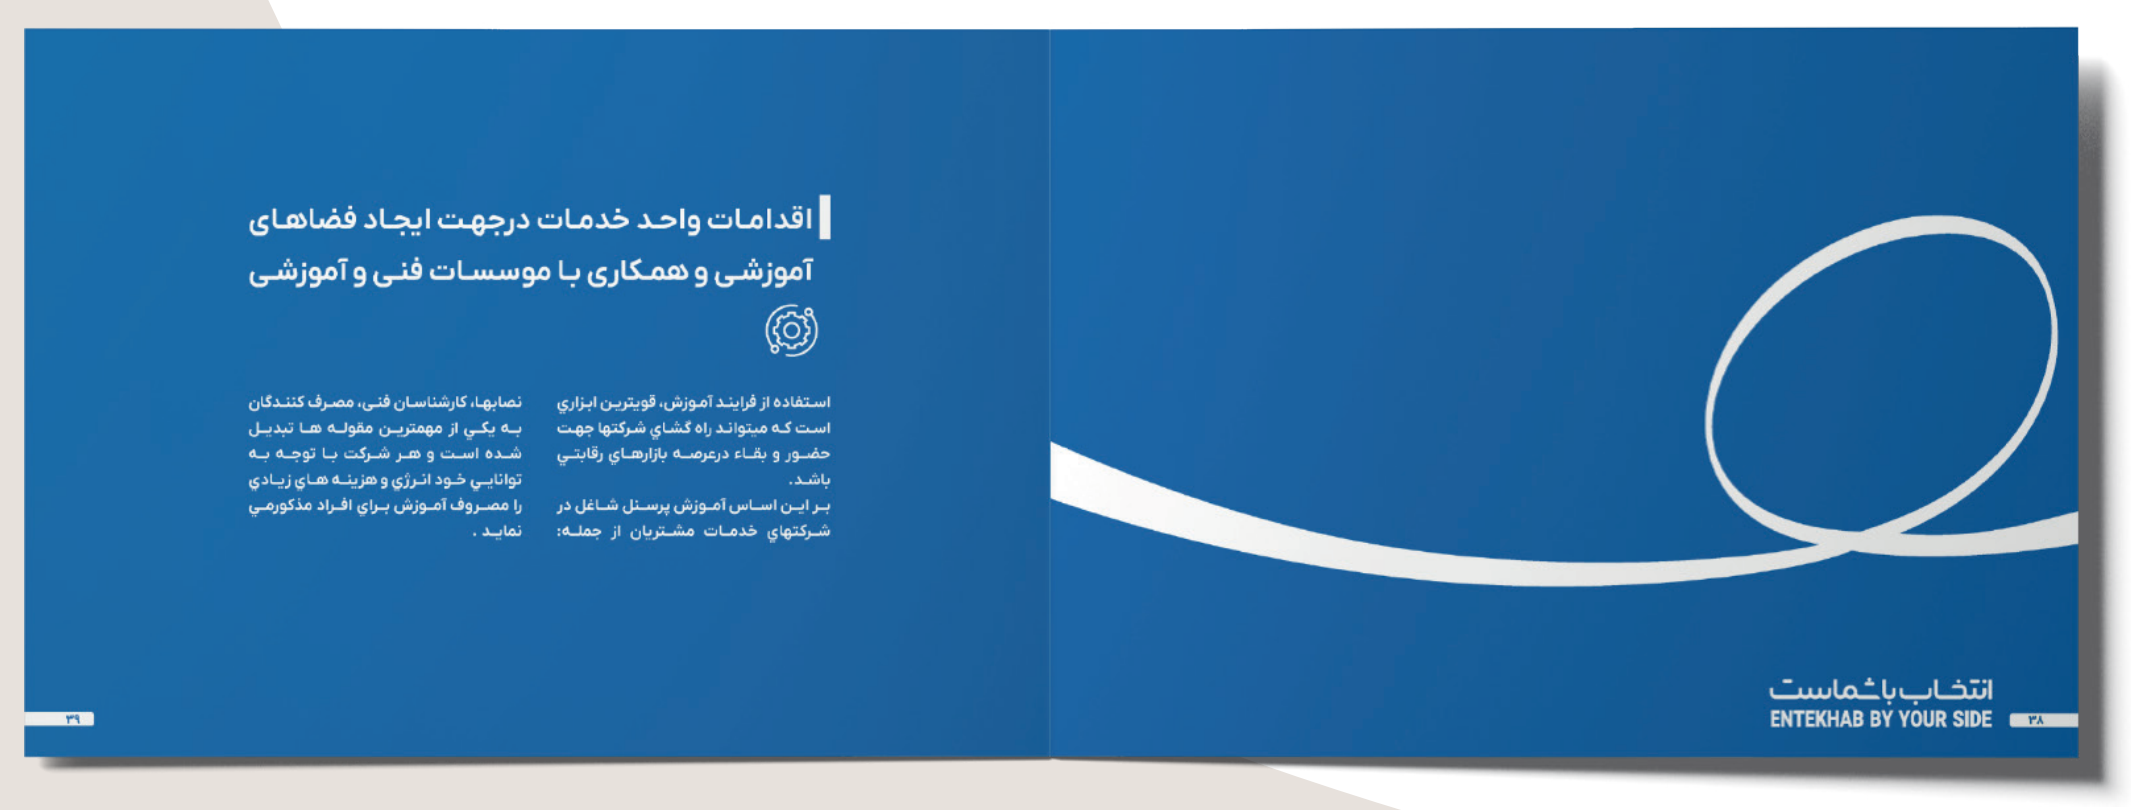 انتخاب باشماست
ENTEKHAB BY YOUR SIDE
۳۸
اقدامات واحد خدمات درجهت ایجاد فضاهای
آموزشی و همکاری با موسسات فنی و آموزشی
استفاده از فرایند آموزش، قویترین ابزاري
است که میتواند راه گشاي شرکتها جهت
حضور و بقاء درعرصه بازارهاي رقابتي
باشد.
بر این اساس آموزش پرسنل شاغل در
شرکتهاي خدمات مشتریان از جمله:
نصابها، کارشناسان فنی، مصرف کنندگان
به یکي از مهمترین مقوله ها تبدیل
شده است و هر شرکت با توجه به
توانایي خود انرژي و هزینه هاي زیادي
را مصروف آموزش براي افراد مذکورمي
نماید .
۳۹